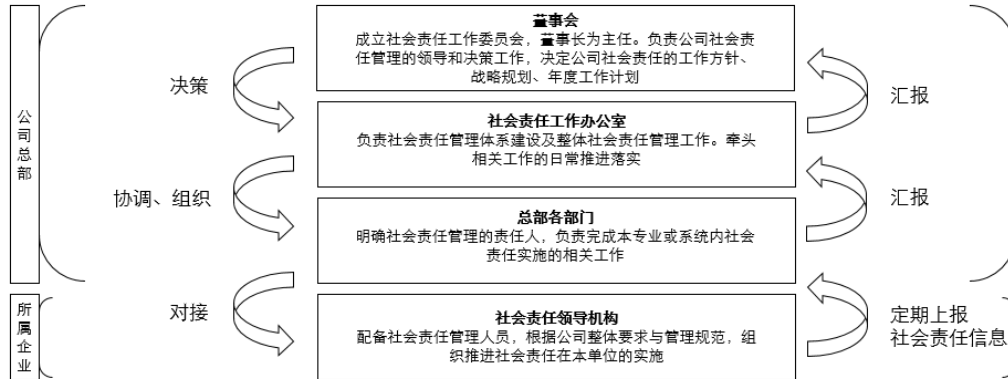 董事会
成立社会责任工作委员会，董事长为主任。负责公司社会责
任管理的领导和决策工作，决定公司社会责任的工作方针、
战略规划、年度工作计划
决策
汇报
公司总部
社会责任工作办公室
负责社会责任管理体系建设及整体社会责任管理工作。牵头
相关工作的日常推进落实
协调、组织
汇报
总部各部门
明确社会责任管理的责任人，负责完成本专业或系统内社会
责任实施的相关工作
对接
定期上报
社会责任信息
所属企业
社会责任领导机构
配备社会责任管理人员，根据公司整体要求与管理规范，组
织推进社会责任在本单位的实施